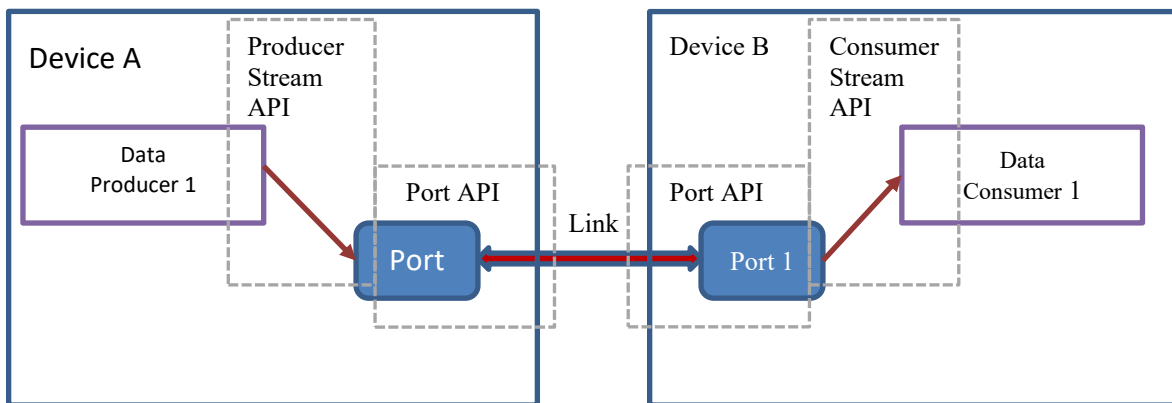 Device A
Producer
Stream
API
Data
Producer 1
Port API
Port
Link
Device B
Consumer
Stream
API
Data
Consumer 1
Port API
Port 1